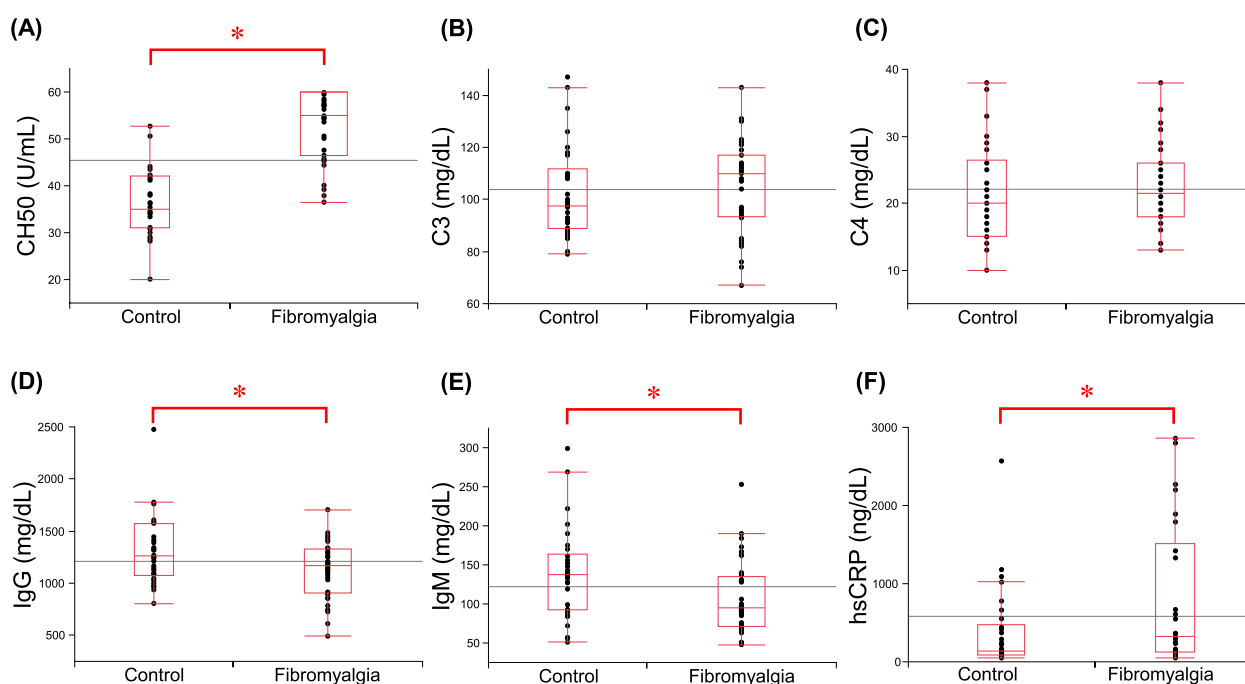 (A)
*
CH50 (U/mL)
60
50
40
30
20
Control
Fibromyalgia
(B)
C3 (mg/dL)
140
120
100
80
60
Control
Fibromyalgia
(C)
C4 (mg/dL)
40
30
20
10
Control
Fibromyalgia
(D)
*
IgG (mg/dL)
2500
2000
1500
1000
500
Control
Fibromyalgia
(E)
*
IgM (mg/dL)
300
250
200
150
100
50
Control
Fibromyalgia
(F)
*
hsCRP (ng/dL)
3000
2000
1000
0
Control
Fibromyalgia